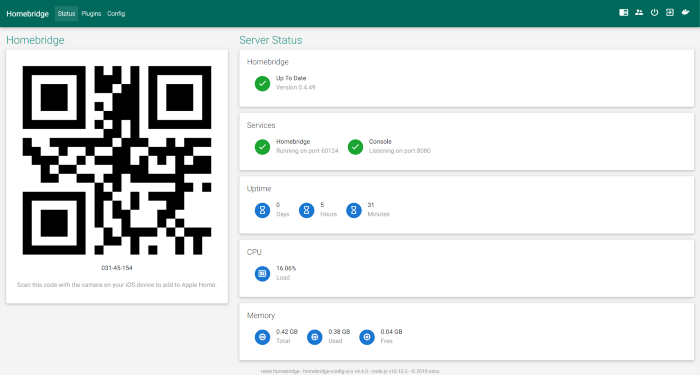 Homebridge Status Plugins Config
Homebridge
031-45-154
Scan this code with the camera on your iOS device to add to Apple Home.
Server Status
Homebridge
Up To Date
Version 0.4.49
Services
Homebridge
Running on port 60124
Console
Listening on port 8080
Uptime
0
Days
5
Hours
31
Minutes
CPU
16.06%
Load
Memory
0.42 GB
Total
0.38 GB
Used
0.04 GB
Free
reset homebridge - homebridge-config-ui-x v4.4.0 - node.js v10.15.3 - © 2019 oznu